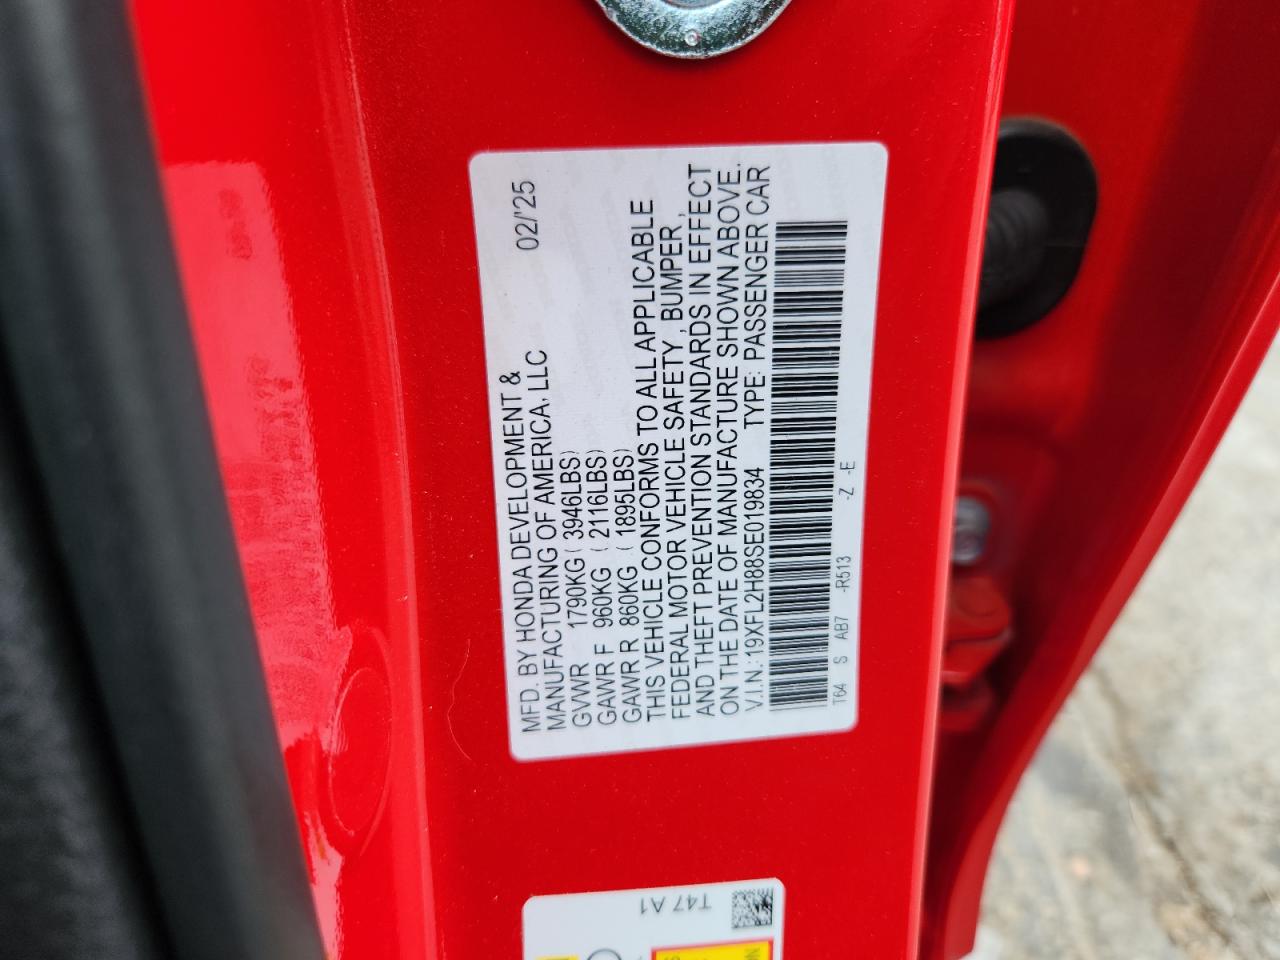 MFD. BY HONDA DEVELOPMENT & 02/'25
MANUFACTURING OF AMERICA, LLC
GVWR 1790KG (3946LBS)
GAWR F 960KG (2116LBS)
GAWR R 860KG (1895LBS)
THIS VEHICLE CONFORMS TO ALL APPLICABLE
FEDERAL MOTOR VEHICLE SAFETY, BUMPER,
AND THEFT PREVENTION STANDARDS IN EFFECT
ON THE DATE OF MANUFACTURE SHOWN ABOVE.
V.I.N.:19XFL2H88SE019834 TYPE: PASSENGER CAR
T64 S AB7 -R513 -Z -E
T47 A1